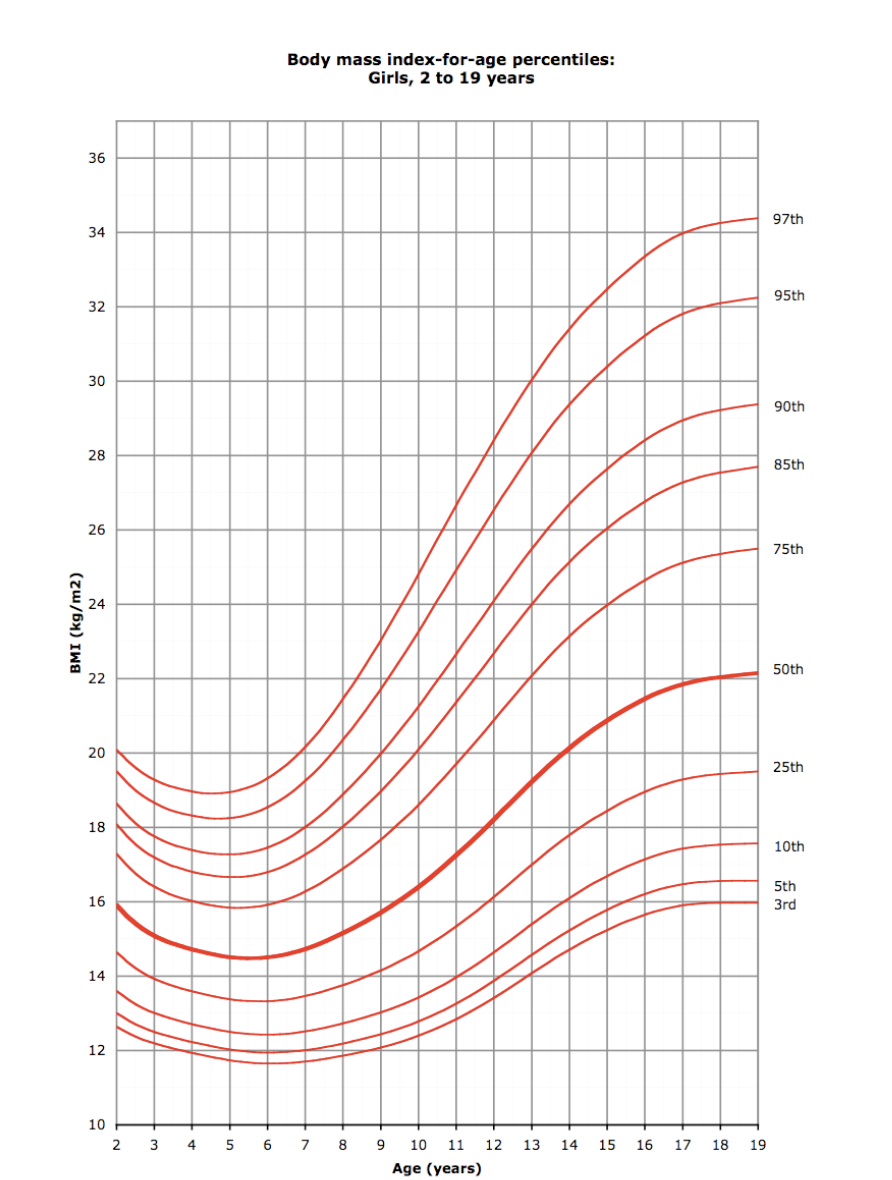 Body mass index-for-age percentiles:
Girls, 2 to 19 years
36
97th
34
95th
32
30
90th
28
85th
26
75th
24
BMI (kg/m2)
22
50th
20
25th
18
10th
5th
16
3rd
14
12
10
2 3 4 5 6 7 8 9 10 11 12 13 14 15 16 17 18 19
Age (years)